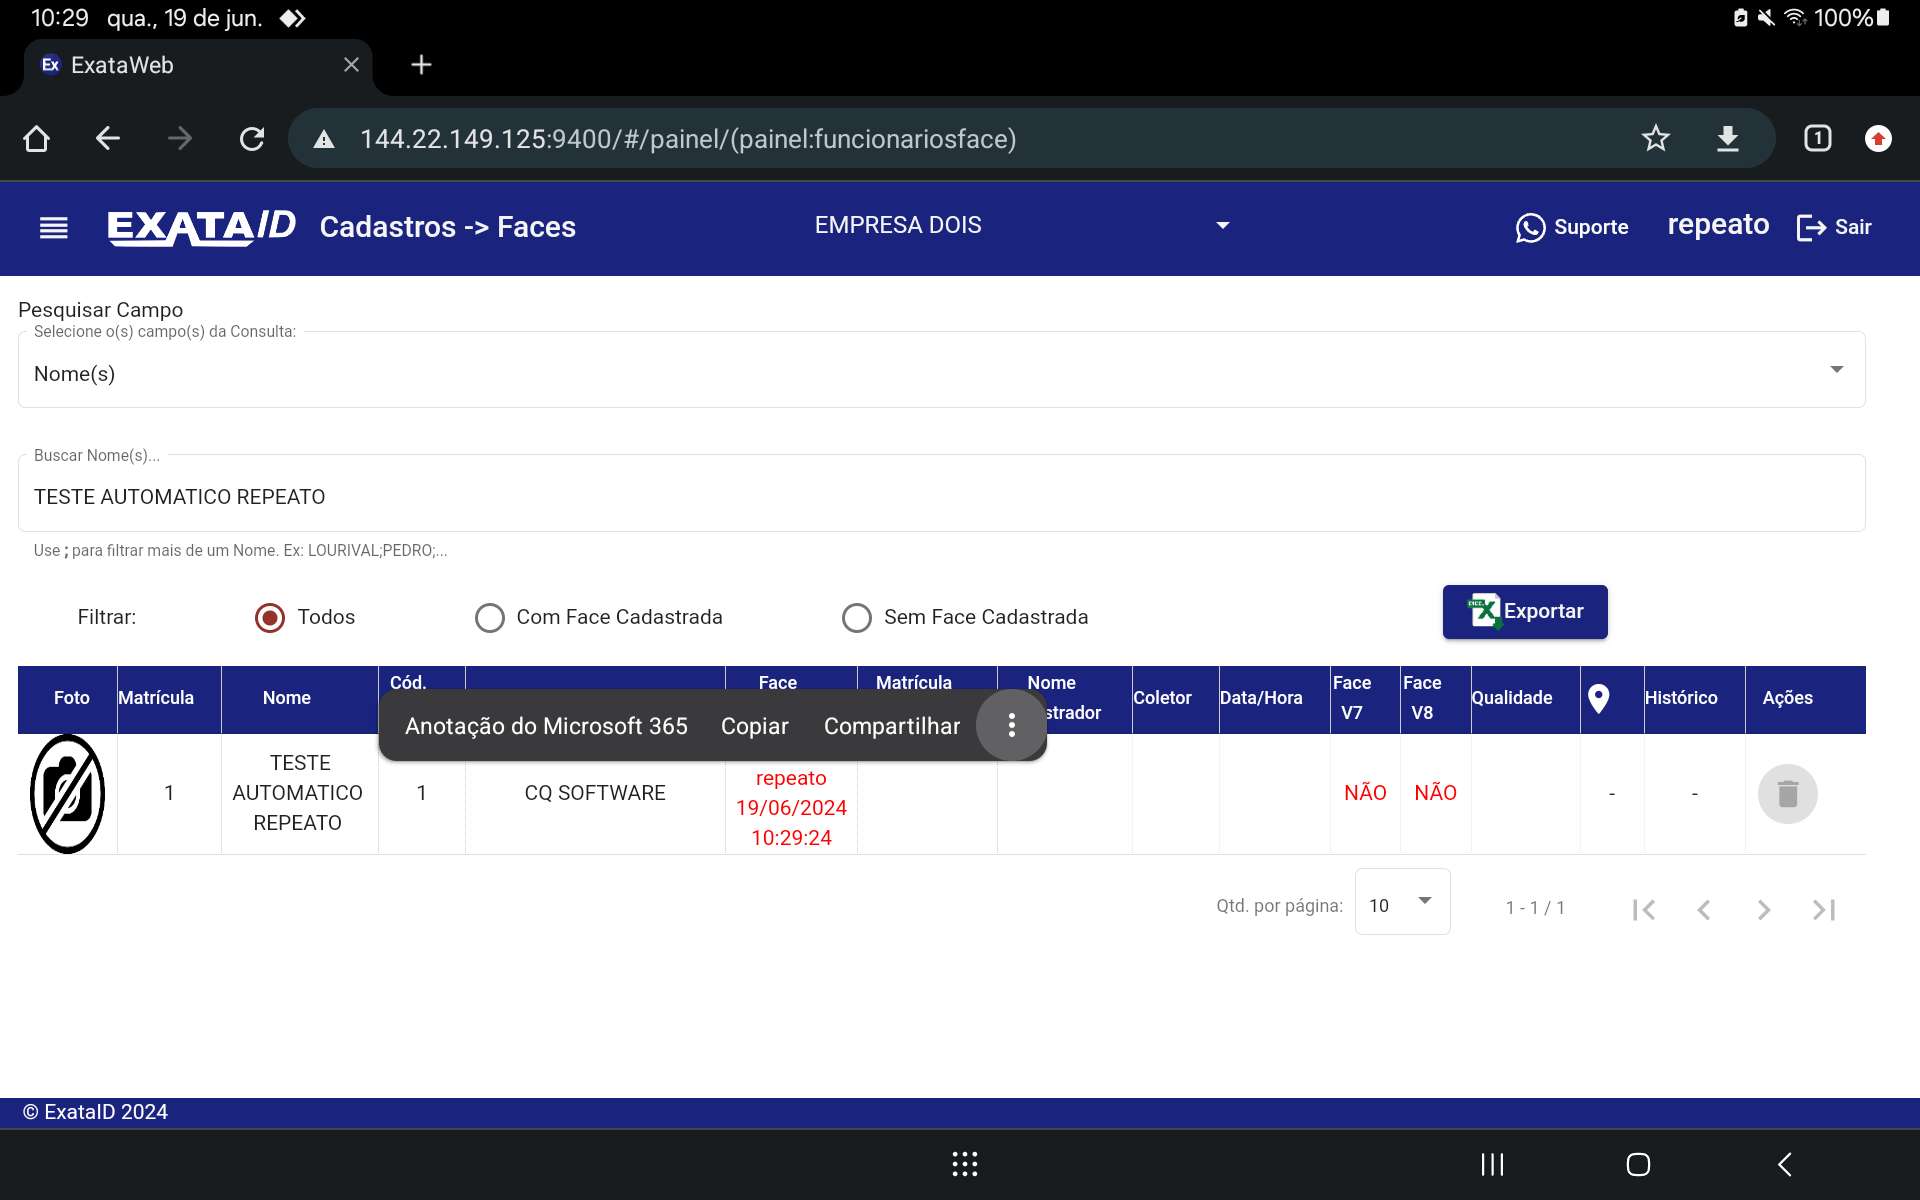 10:29 qua., 19 de jun. 100%
Ex ExataWeb
144.22.149.125:9400/#/painel/(painel:funcionariosface) 1
EXATA/D Cadastros -> Faces EMPRESA DOIS Suporte repeato Sair
Pesquisar Campo
Selecione o(s) campo(s) da Consulta:
Nome(s)
Buscar Nome(s)...
TESTE AUTOMATICO REPEATO
Use ; para filtrar mais de um Nome. Ex: LOURIVAL;PEDRO;...
Filtrar: Todos Com Face Cadastrada Sem Face Cadastrada Exportar
Cód. Face Matrícula Nome Face Face
Foto Matrícula Nome Coletor Data/Hora Qualidade Histórico Ações
strador V7 V8
Anotação do Microsoft 365 Copiar Compartilhar
TESTE repeato
1 AUTOMATICO 1 CQ SOFTWARE 19/06/2024 NÃO NÃO - -
REPEATO 10:29:24
Qtd. por página: 10 1 - 1 / 1
© ExataID 2024